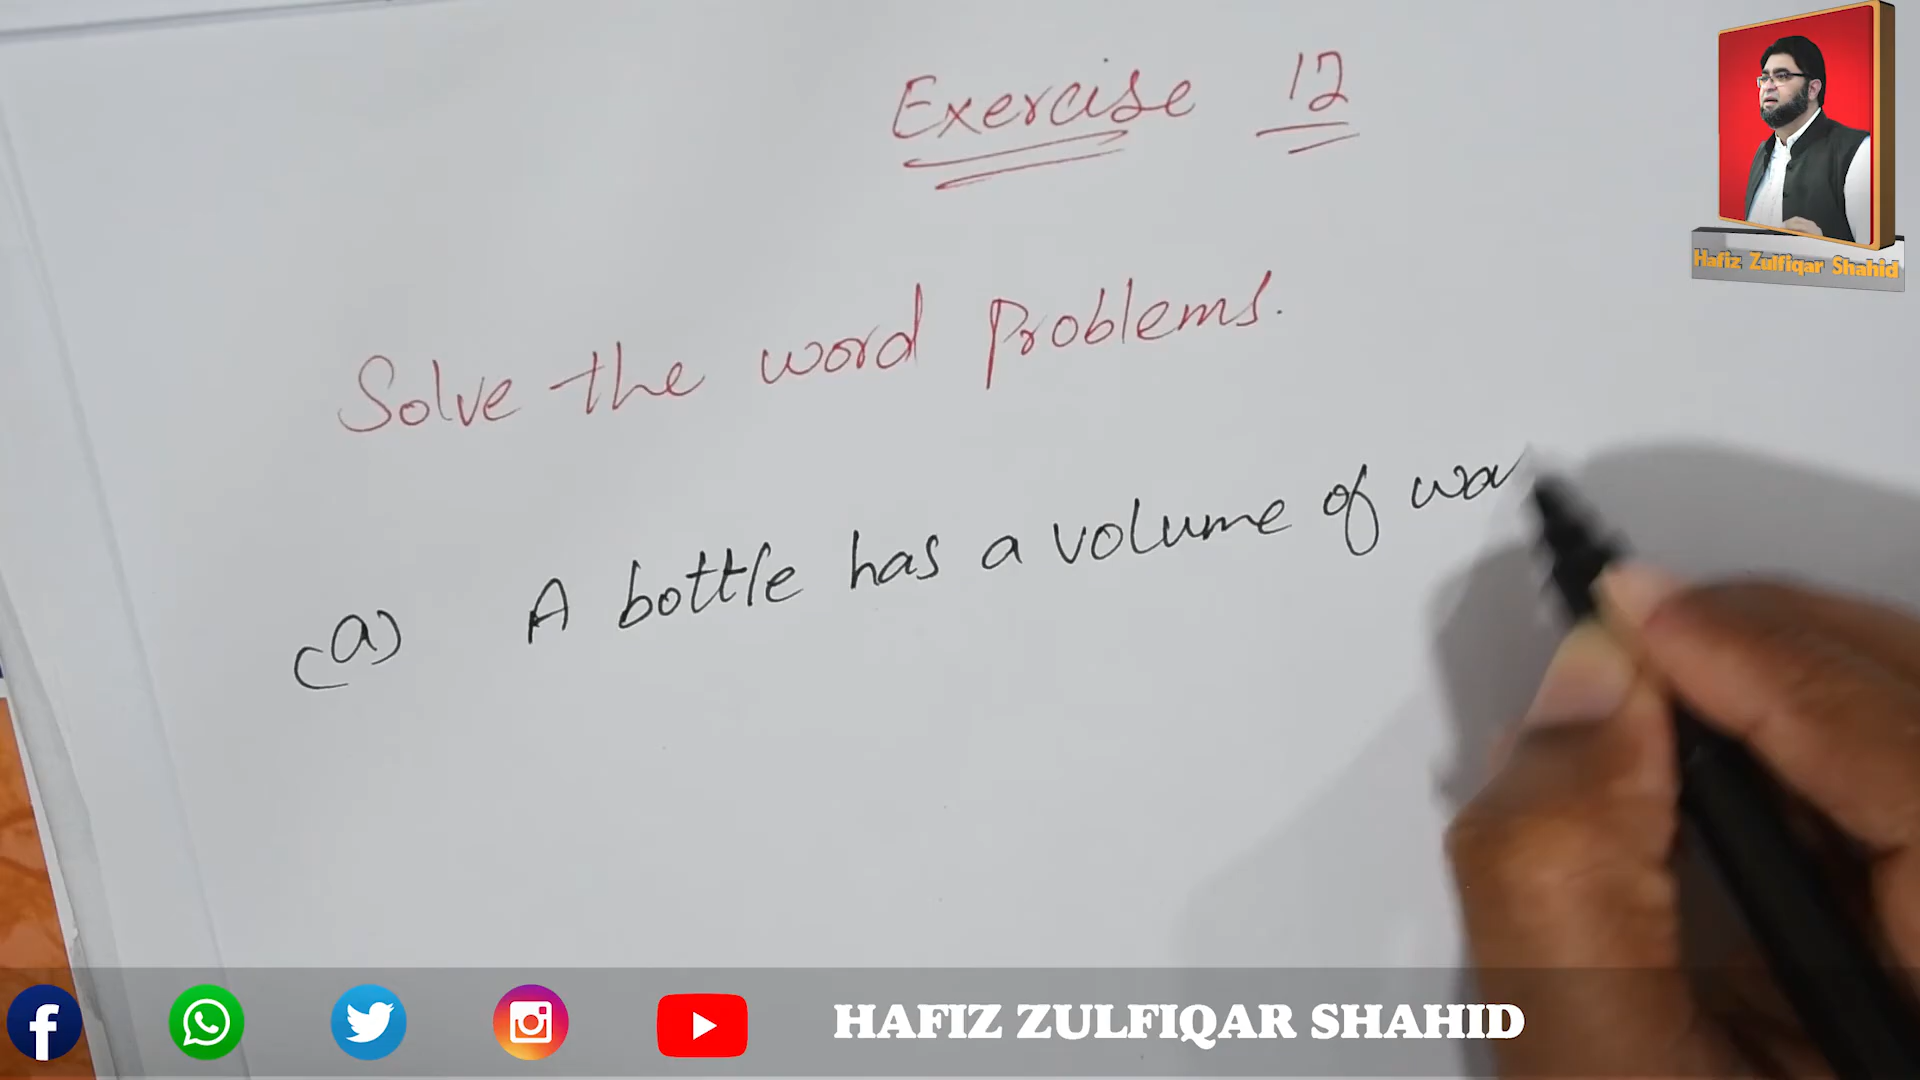 Exercise 12
Hafiz Zulfiqar Shahid
Solve the word Problems.
(a) A bottle has a volume of
HAFIZ ZULFIQAR SHAHID